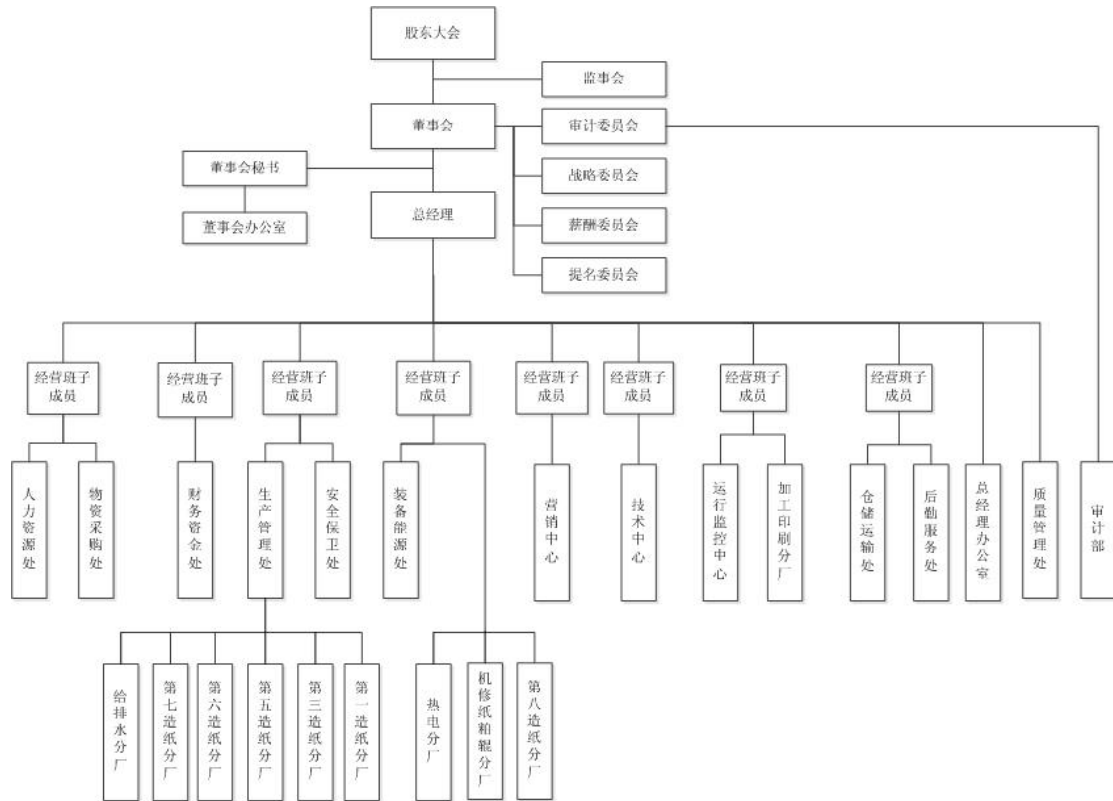 股东大会
监事会
董事会
审计委员会
董事会秘书
战略委员会
总经理
董事会办公室
薪酬委员会
提名委员会
经营班子
成员
经营班子
成员
经营班子
成员
经营班子
成员
经营班子
成员
经营班子
成员
经营班子
成员
经营班子
成员
人力资源处
物资采购处
财务资金处
生产管理处
安全保卫处
装备能源处
营销中心
技术中心
运行监控中心
加工印刷分厂
仓储运输处
后勤服务处
总经理办公室
质量管理处
审计部
给排水分厂
第七造纸分厂
第六造纸分厂
第五造纸分厂
第三造纸分厂
第一造纸分厂
热电分厂
机修纸粕辊分厂
第八造纸分厂